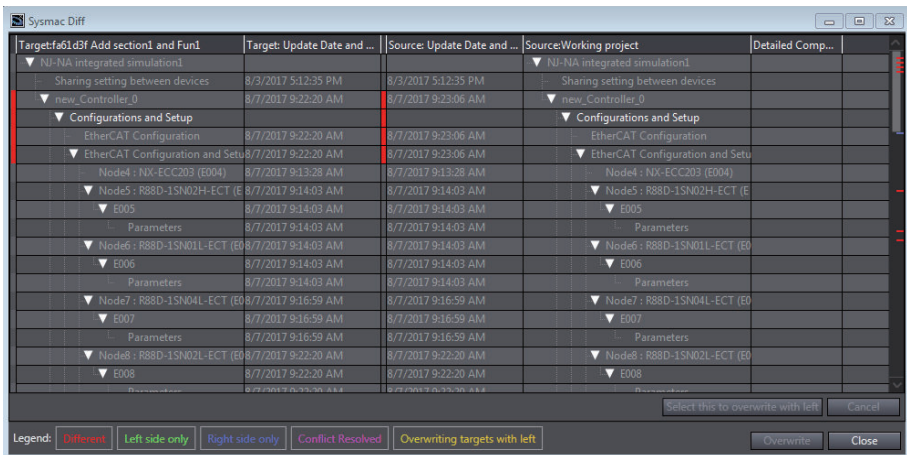 Sysmac Diff
Target:fa61d3f Add section1 and Fun1 Target: Update Date and ... Source: Update Date and ... Source:Working project Detailed Comp...
NJ-NA integrated simulation1 NJ-NA integrated simulation1
Sharing setting between devices 8/3/2017 5:12:35 PM 8/3/2017 5:12:35 PM Sharing setting between devices
new_Controller_0 8/7/2017 9:22:20 AM 8/7/2017 9:23:06 AM new_Controller_0
Configurations and Setup Configurations and Setup
EtherCAT Configuration 8/7/2017 9:22:20 AM 8/7/2017 9:23:06 AM EtherCAT Configuration
EtherCAT Configuration and Setu 8/7/2017 9:22:20 AM 8/7/2017 9:23:06 AM EtherCAT Configuration and Setu
Node4 : NX-ECC203 (E004) 8/7/2017 9:13:28 AM 8/7/2017 9:13:28 AM Node4 : NX-ECC203 (E004)
Node5 : R88D-1SN02H-ECT (E 8/7/2017 9:14:03 AM 8/7/2017 9:14:03 AM Node5 : R88D-1SN02H-ECT (E
E005 8/7/2017 9:14:03 AM 8/7/2017 9:14:03 AM E005
Parameters 8/7/2017 9:14:03 AM 8/7/2017 9:14:03 AM Parameters
Node6 : R88D-1SN01L-ECT (E0 8/7/2017 9:14:03 AM 8/7/2017 9:14:03 AM Node6 : R88D-1SN01L-ECT (E0
E006 8/7/2017 9:14:03 AM 8/7/2017 9:14:03 AM E006
Parameters 8/7/2017 9:14:03 AM 8/7/2017 9:14:03 AM Parameters
Node7 : R88D-1SN04L-ECT (E0 8/7/2017 9:16:59 AM 8/7/2017 9:16:59 AM Node7 : R88D-1SN04L-ECT (E0
E007 8/7/2017 9:16:59 AM 8/7/2017 9:16:59 AM E007
Parameters 8/7/2017 9:16:59 AM 8/7/2017 9:16:59 AM Parameters
Node8 : R88D-1SN02L-ECT (E0 8/7/2017 9:22:20 AM 8/7/2017 9:22:20 AM Node8 : R88D-1SN02L-ECT (E0
E008 8/7/2017 9:22:20 AM 8/7/2017 9:22:20 AM E008
Parameters 8/7/2017 9:22:20 AM 8/7/2017 9:22:20 AM Parameters
Select this to overwrite with left Cancel
Legend: Different Left side only Right side only Conflict Resolved Overwriting targets with left Overwrite Close